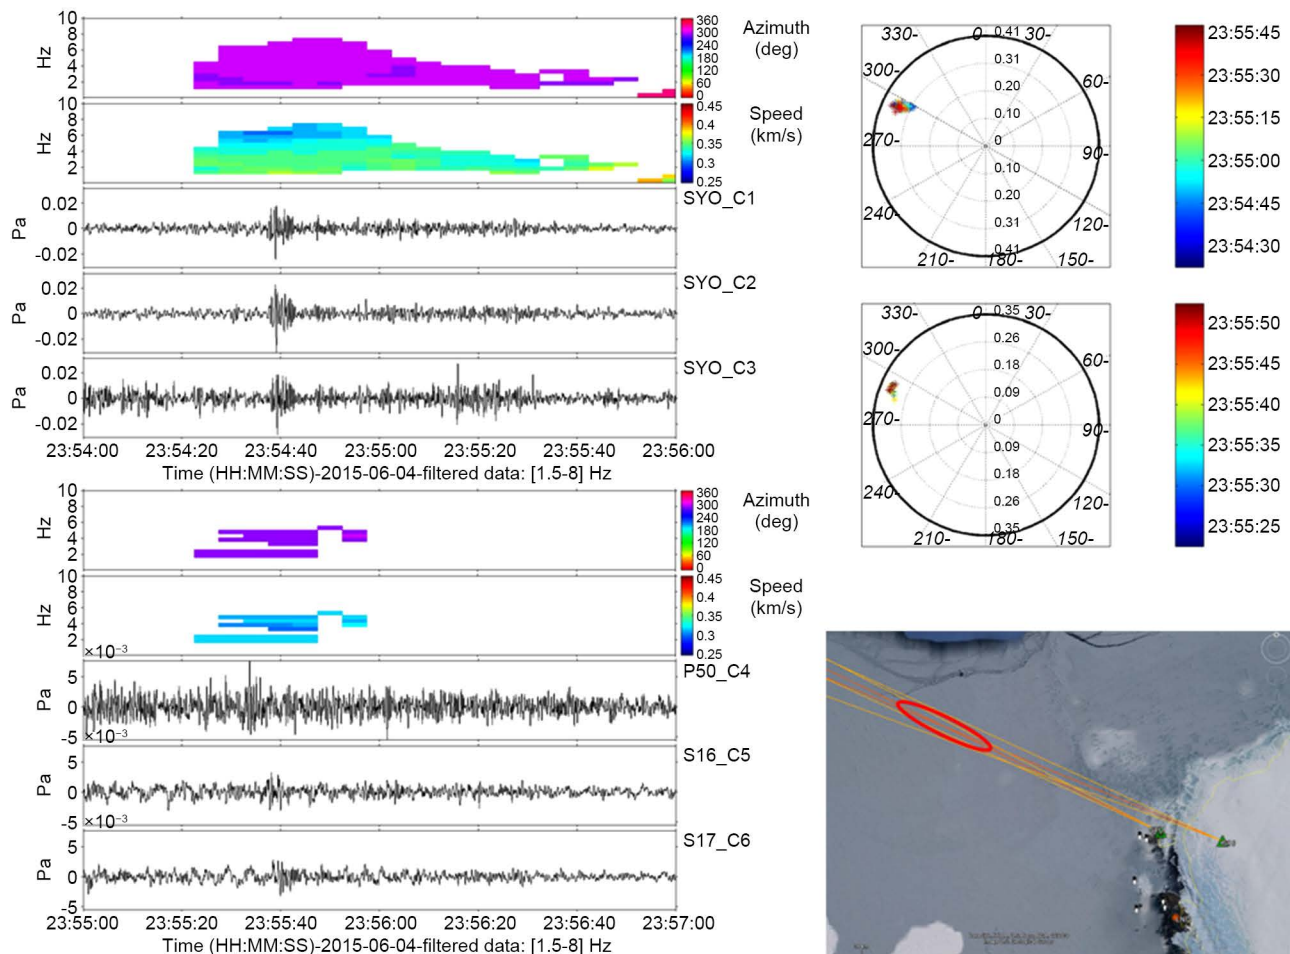 10
8
6
4
2
Hz
360
300
240
180
120
60
0
Azimuth
(deg)
10
8
6
4
2
Hz
0.45
0.4
0.35
0.3
0.25
Speed
(km/s)
0.02
0
-0.02
Pa
SYO_C1
0.02
0
-0.02
Pa
SYO_C2
0.02
0
-0.02
Pa
SYO_C3
23:54:00 23:54:20 23:54:40 23:55:00 23:55:20 23:55:40 23:56:00
Time (HH:MM:SS)-2015-06-04-filtered data: [1.5-8] Hz
10
8
6
4
2
Hz
360
300
240
180
120
60
0
Azimuth
(deg)
10
8
6
4
2
Hz
0.45
0.4
0.35
0.3
0.25
Speed
(km/s)
×10⁻³
5
0
-5
Pa
P50_C4
×10⁻³
5
0
-5
Pa
S16_C5
×10⁻³
5
0
-5
Pa
S17_C6
23:55:00 23:55:20 23:55:40 23:56:00 23:56:20 23:56:40 23:57:00
Time (HH:MM:SS)-2015-06-04-filtered data: [1.5-8] Hz
330- 0- 0.41 30-
0.31
300- 60-
0.20
0.10
270- 0 90-
0.10
0.20
240- 120-
0.31
0.41
210- 180- 150-
23:55:45
23:55:30
23:55:15
23:55:00
23:54:45
23:54:30
330- 0- 0.35 30-
0.26
300- 60-
0.18
0.09
270- 0 90-
0.09
0.18
240- 120-
0.26
0.35
210- 180- 150-
23:55:50
23:55:45
23:55:40
23:55:35
23:55:30
23:55:25